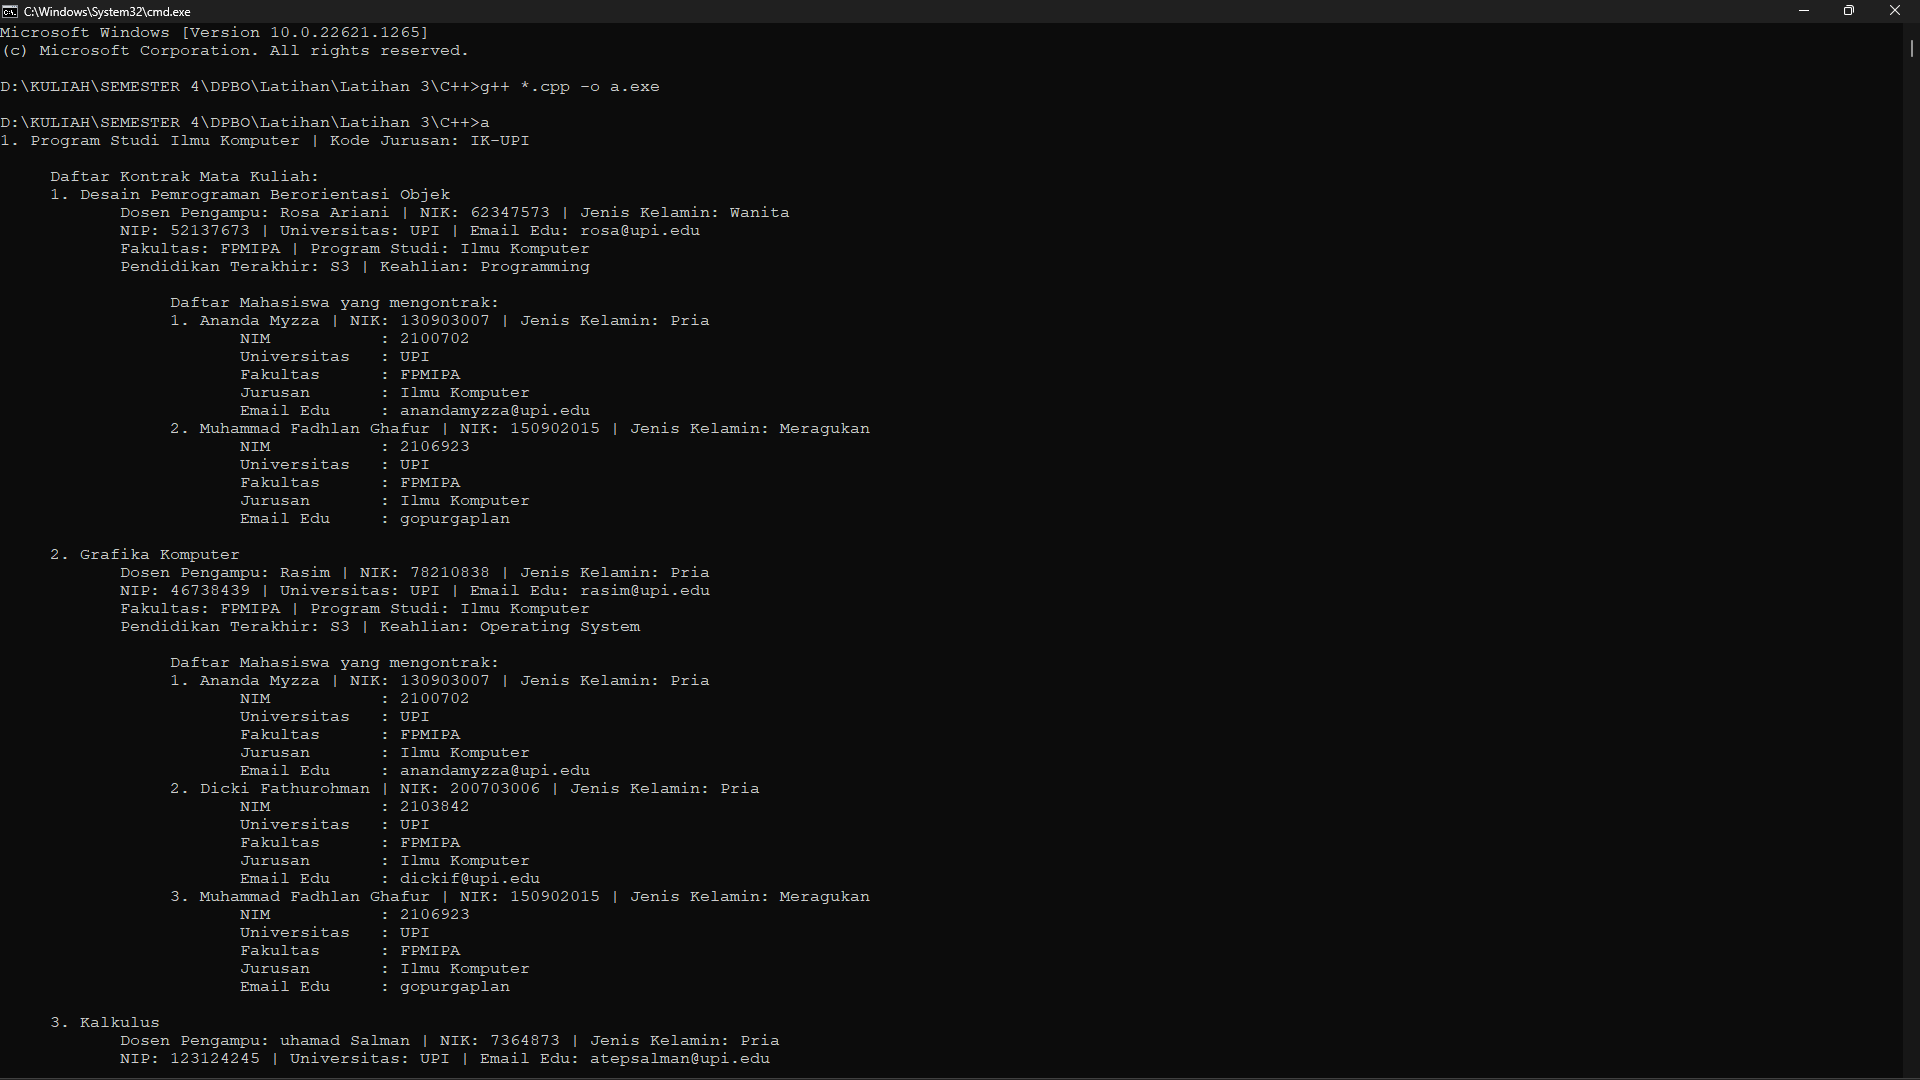 C:\Windows\System32\cmd.exe
Microsoft Windows [Version 10.0.22621.1265]
(c) Microsoft Corporation. All rights reserved.
D:\KULIAH\SEMESTER 4\DPBO\Latihan\Latihan 3\C++>g++ *.cpp -o a.exe
D:\KULIAH\SEMESTER 4\DPBO\Latihan\Latihan 3\C++>a
1. Program Studi Ilmu Komputer | Kode Jurusan: IK-UPI
Daftar Kontrak Mata Kuliah:
1. Desain Pemrograman Berorientasi Objek
Dosen Pengampu: Rosa Ariani | NIK: 62347573 | Jenis Kelamin: Wanita
NIP: 52137673 | Universitas: UPI | Email Edu: rosa@upi.edu
Fakultas: FPMIPA | Program Studi: Ilmu Komputer
Pendidikan Terakhir: S3 | Keahlian: Programming
Daftar Mahasiswa yang mengontrak:
1. Ananda Myzza | NIK: 130903007 | Jenis Kelamin: Pria
NIM : 2100702
Universitas : UPI
Fakultas : FPMIPA
Jurusan : Ilmu Komputer
Email Edu : anandamyzza@upi.edu
2. Muhammad Fadhlan Ghafur | NIK: 150902015 | Jenis Kelamin: Meragukan
NIM : 2106923
Universitas : UPI
Fakultas : FPMIPA
Jurusan : Ilmu Komputer
Email Edu : gopurgaplan
2. Grafika Komputer
Dosen Pengampu: Rasim | NIK: 78210838 | Jenis Kelamin: Pria
NIP: 46738439 | Universitas: UPI | Email Edu: rasim@upi.edu
Fakultas: FPMIPA | Program Studi: Ilmu Komputer
Pendidikan Terakhir: S3 | Keahlian: Operating System
Daftar Mahasiswa yang mengontrak:
1. Ananda Myzza | NIK: 130903007 | Jenis Kelamin: Pria
NIM : 2100702
Universitas : UPI
Fakultas : FPMIPA
Jurusan : Ilmu Komputer
Email Edu : anandamyzza@upi.edu
2. Dicki Fathurohman | NIK: 200703006 | Jenis Kelamin: Pria
NIM : 2103842
Universitas : UPI
Fakultas : FPMIPA
Jurusan : Ilmu Komputer
Email Edu : dickif@upi.edu
3. Muhammad Fadhlan Ghafur | NIK: 150902015 | Jenis Kelamin: Meragukan
NIM : 2106923
Universitas : UPI
Fakultas : FPMIPA
Jurusan : Ilmu Komputer
Email Edu : gopurgaplan
3. Kalkulus
Dosen Pengampu: uhamad Salman | NIK: 7364873 | Jenis Kelamin: Pria
NIP: 123124245 | Universitas: UPI | Email Edu: atepsalman@upi.edu